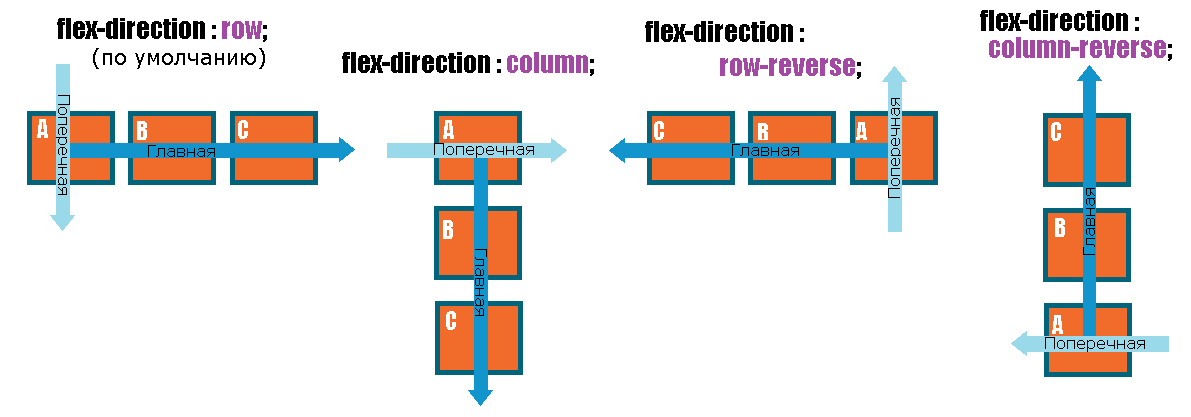 flex-direction : row;
(по умолчанию)
Поперечная
A
B
C
Главная
flex-direction : column;
A
Поперечная
B
Главная
C
flex-direction :
row-reverse;
C
R
A
Главная
Поперечная
flex-direction :
column-reverse;
C
B
Главная
A
Поперечная